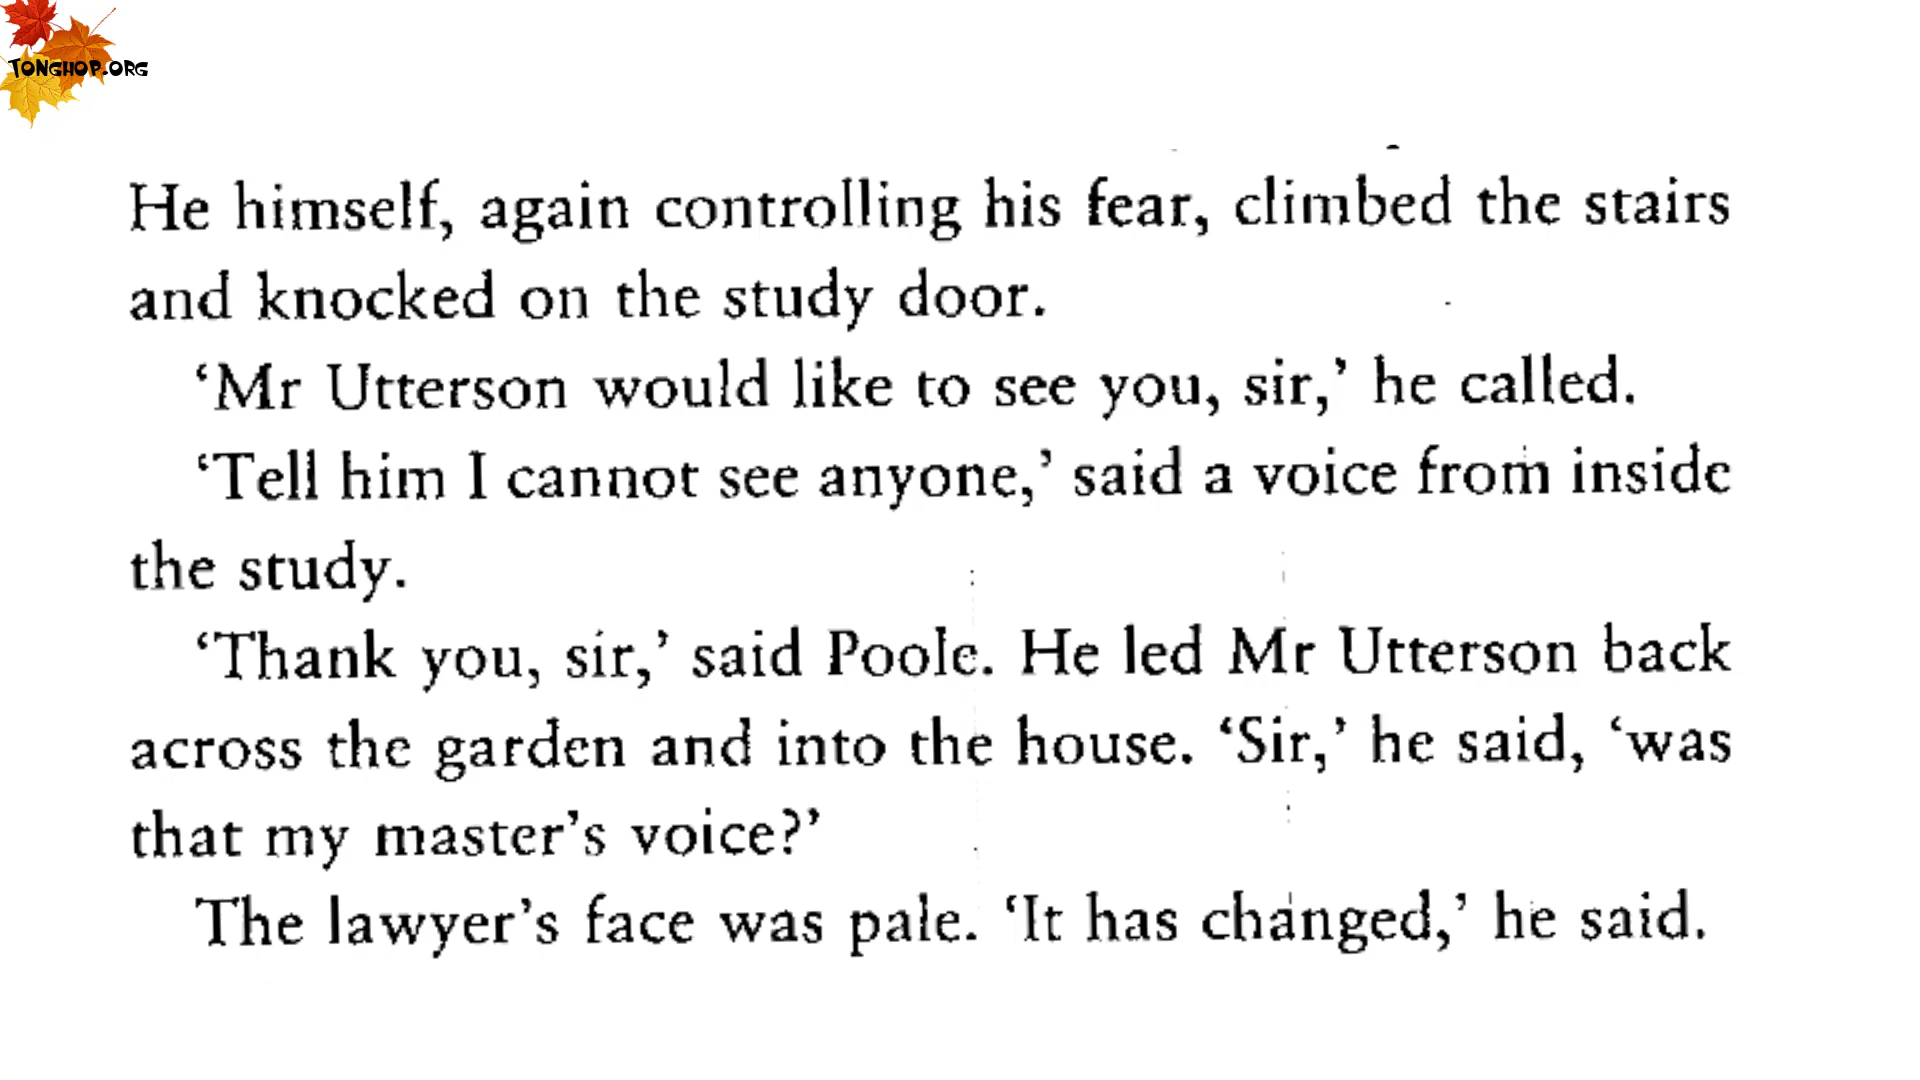 TONGHOP.ORG
He himself, again controlling his fear, climbed the stairs
and knocked on the study door.
‘Mr Utterson would like to see you, sir,’ he called.
‘Tell him I cannot see anyone,’ said a voice from inside
the study.
‘Thank you, sir,’ said Poole. He led Mr Utterson back
across the garden and into the house. ‘Sir,’ he said, ‘was
that my master’s voice?’
The lawyer’s face was pale. ‘It has changed,’ he said.